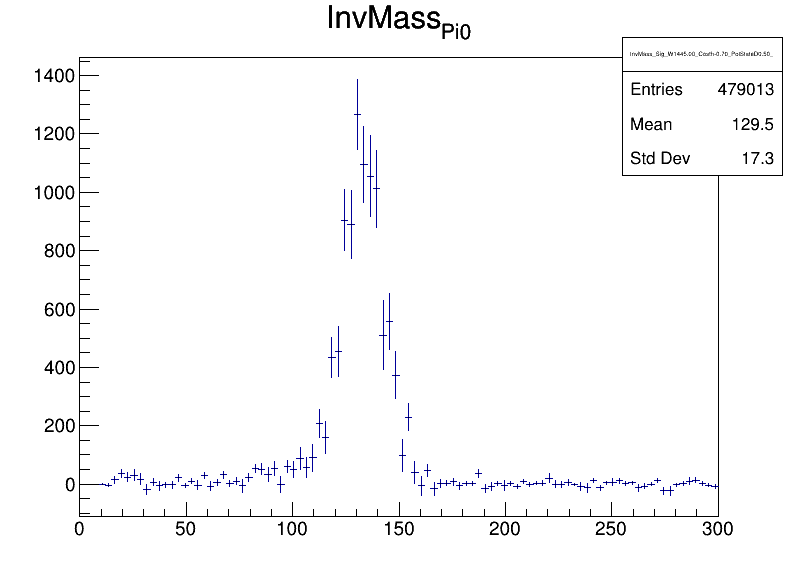 InvMass_Pi0
InvMass_Sig_W1445.00_Costh-0.70_PolStateD0.50_
Entries 479013
Mean 129.5
Std Dev 17.3
1400
1200
1000
800
600
400
200
0
0 50 100 150 200 250 300